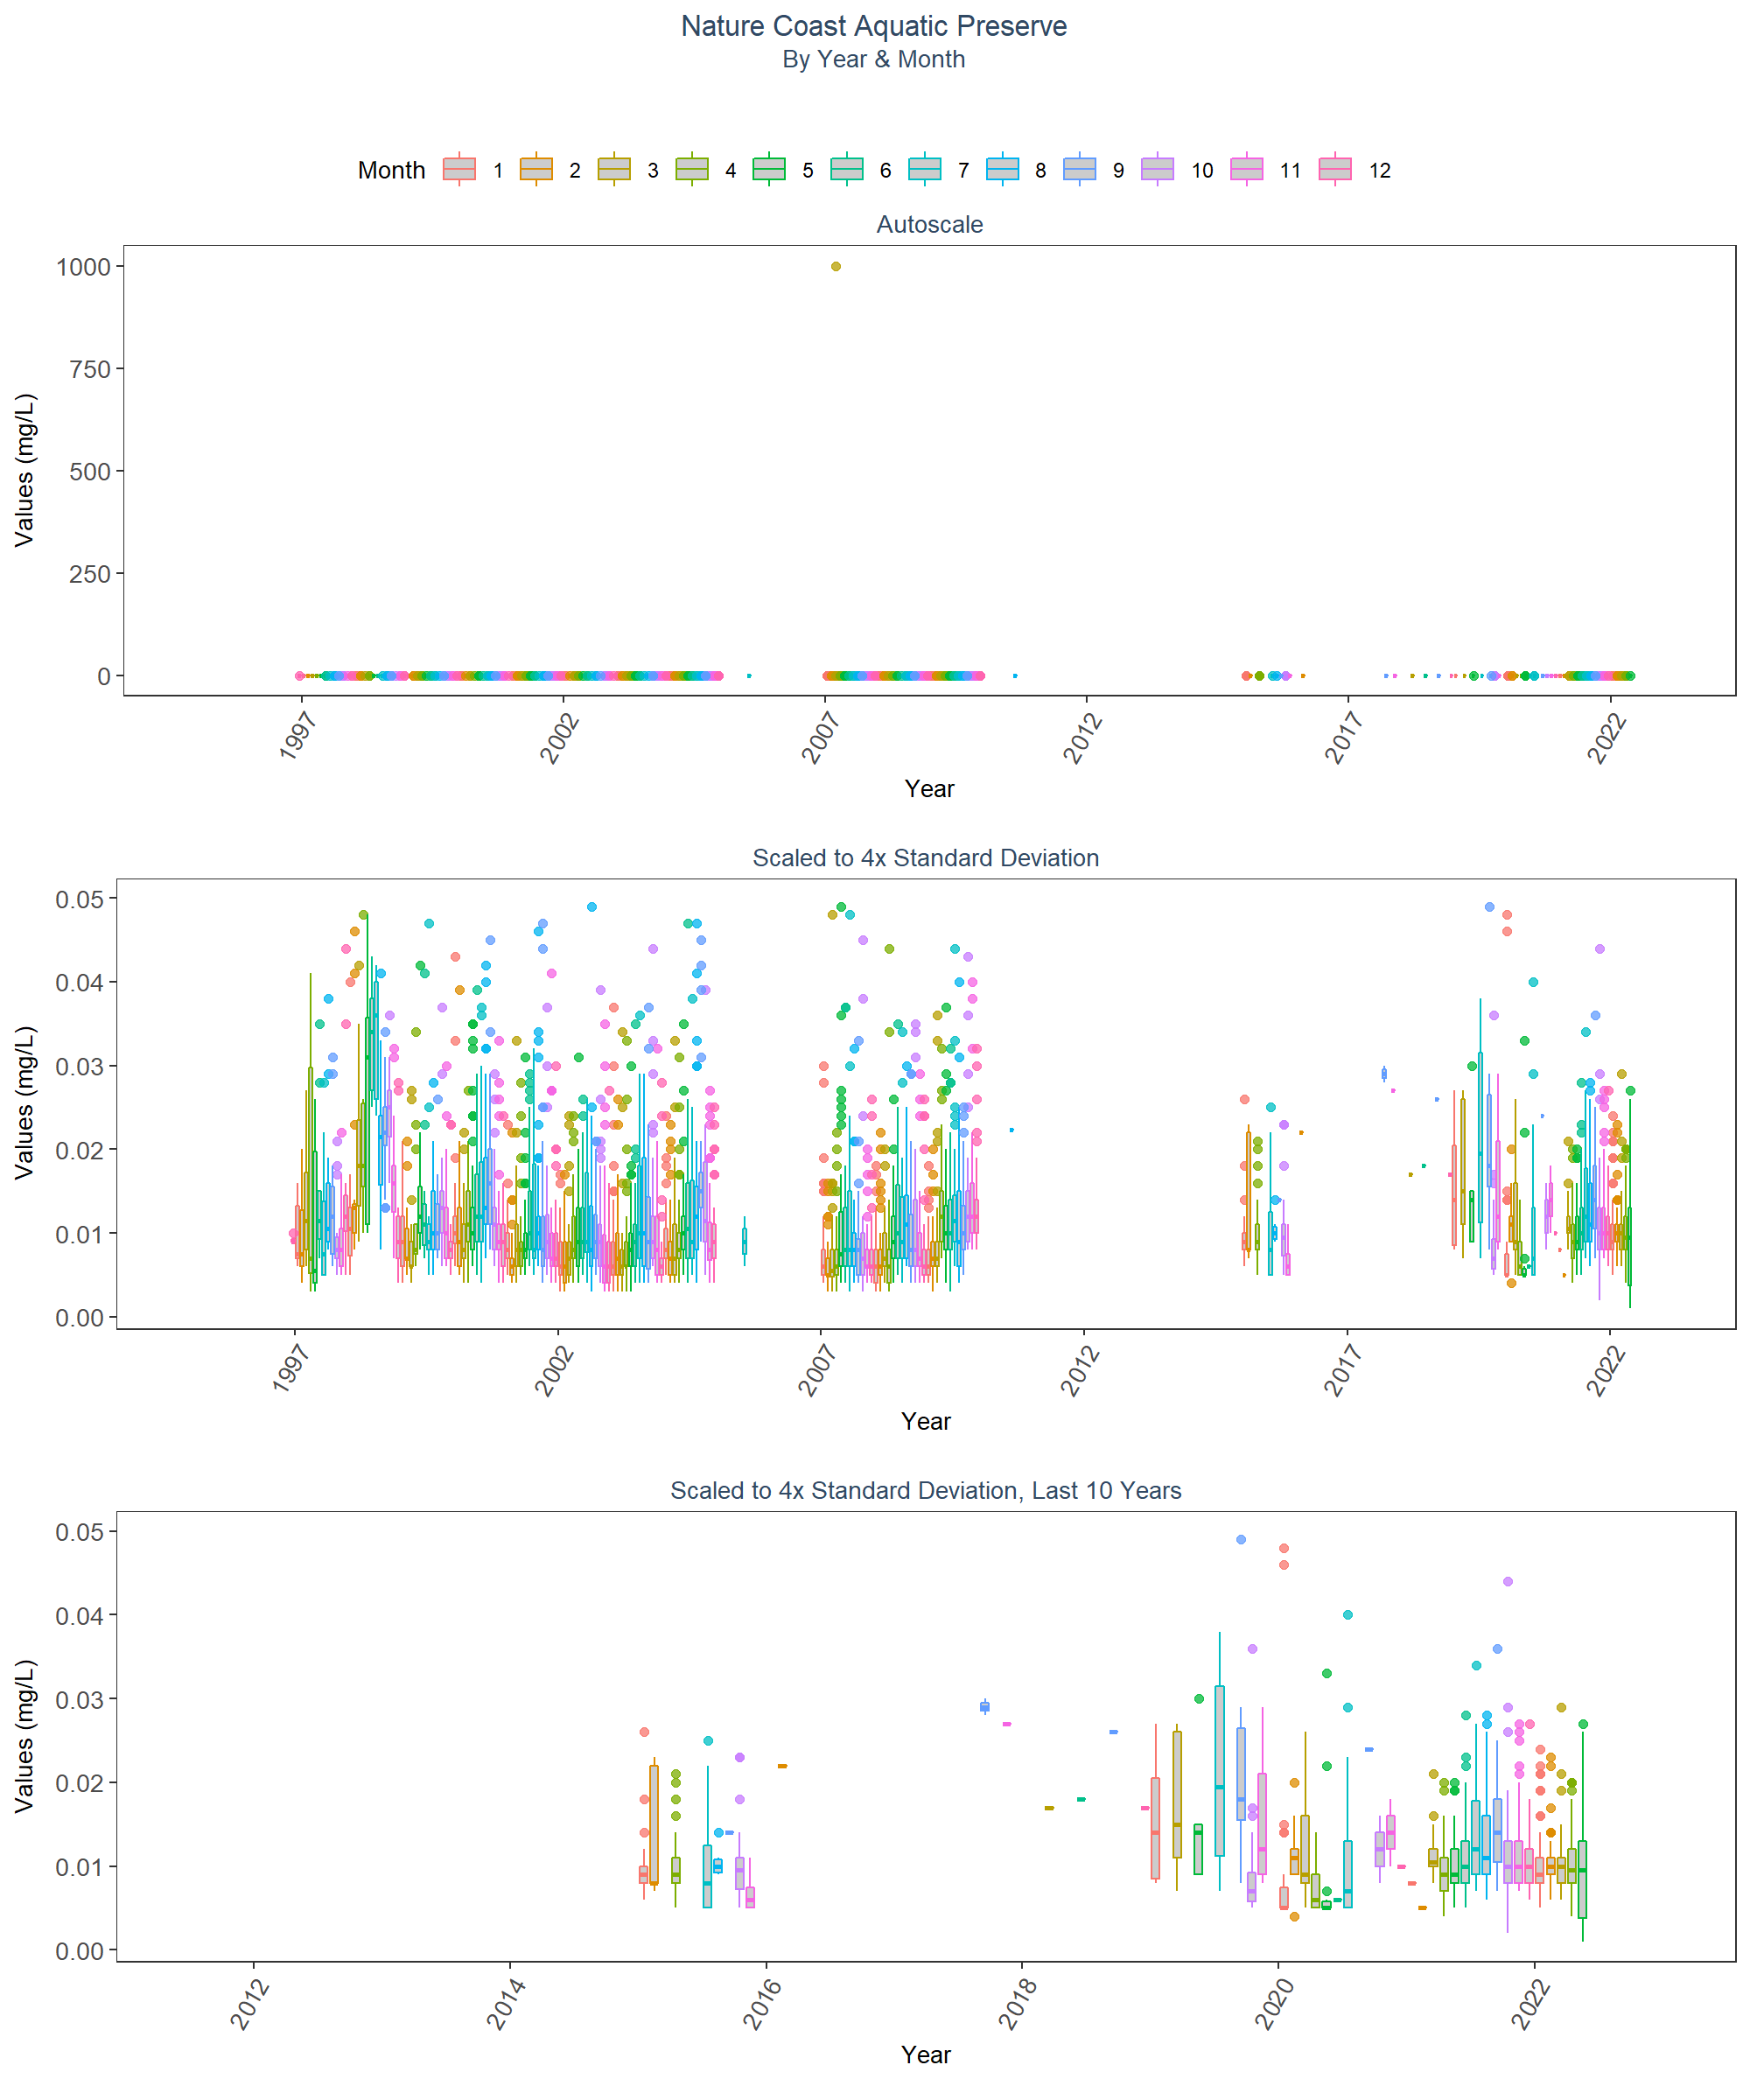 Nature Coast Aquatic Preserve
By Year & Month
Month 1 2 3 4 5 6 7 8 9 10 11 12
Autoscale
Values (mg/L)
1000
750
500
250
0
1997 2002 2007 2012 2017 2022
Year
Scaled to 4x Standard Deviation
Values (mg/L)
0.05
0.04
0.03
0.02
0.01
0.00
1997 2002 2007 2012 2017 2022
Year
Scaled to 4x Standard Deviation, Last 10 Years
Values (mg/L)
0.05
0.04
0.03
0.02
0.01
0.00
2012 2014 2016 2018 2020 2022
Year